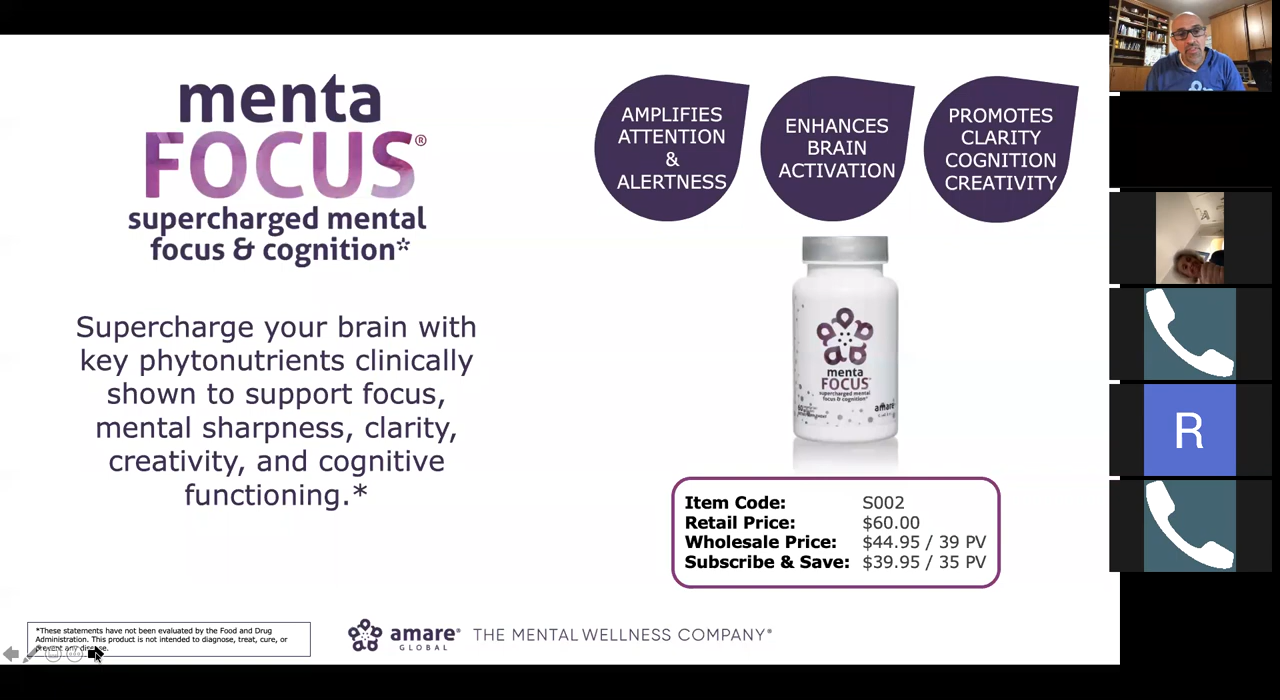 menta
FOCUS®
supercharged mental
focus & cognition*
Supercharge your brain with
key phytonutrients clinically
shown to support focus,
mental sharpness, clarity,
creativity, and cognitive
functioning.*
AMPLIFIES
ATTENTION
&
ALERTNESS
ENHANCES
BRAIN
ACTIVATION
PROMOTES
CLARITY
COGNITION
CREATIVITY
menta
FOCUS
supercharged mental
focus & cognition*
amare
Item Code: S002
Retail Price: $60.00
Wholesale Price: $44.95 / 39 PV
Subscribe & Save: $39.95 / 35 PV
*These statements have not been evaluated by the Food and Drug
Administration. This product is not intended to diagnose, treat, cure, or
prevent any disease.
amare®
GLOBAL
THE MENTAL WELLNESS COMPANY®
R